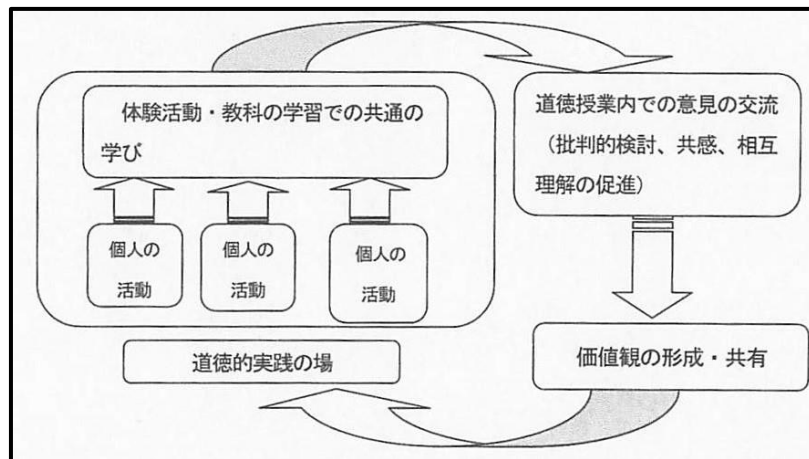 体験活動・教科の学習での共通の
学び
個人の
活動
個人の
活動
個人の
活動
道徳的実践の場
道徳授業内での意見の交流
（批判的検討、共感、相互
理解の促進）
価値観の形成・共有